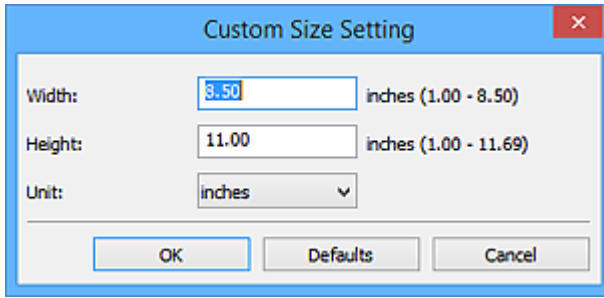 Custom Size Setting
Width: 8.50 inches (1.00 - 8.50)
Height: 11.00 inches (1.00 - 11.69)
Unit: inches
OK Defaults Cancel